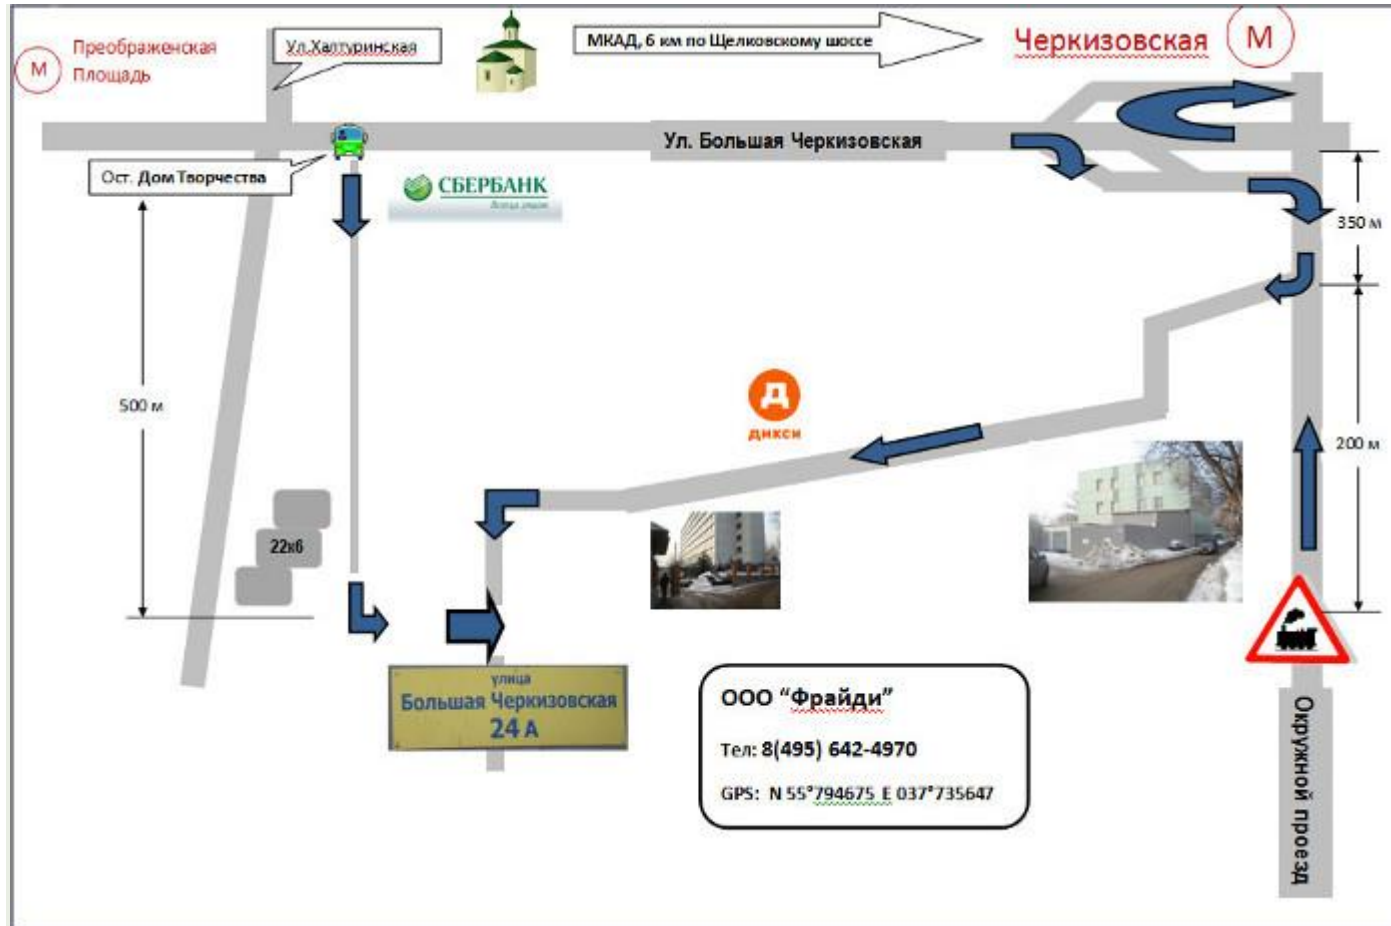 Преображенская
Площадь
М
Ул.Халтуринская
МКАД, 6 км по Щелковскому шоссе
Черкизовская
М
Ул. Большая Черкизовская
Ост. Дом Творчества
СБЕРБАНК
Всегда рядом
350 м
500 м
Д
ДИКСИ
200 м
22к6
улица
Большая Черкизовская
24 А
ООО “Фрайди”
Тел: 8(495) 642-4970
GPS: N 55°794675 E 037°735647
Окружной проезд